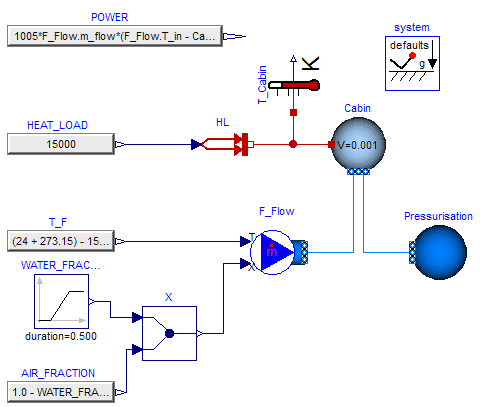 POWER
1005*F_Flow.m_flow*(F_Flow.T_in - Ca...
system
defaults
g
K
T_Cabin
HEAT_LOAD
15000
HL
Cabin
V=0.001
T_F
(24 + 273.15) - 15...
F_Flow
T
m
X
Pressurisation
WATER_FRAC...
duration=0.500
X
AIR_FRACTION
1.0 - WATER_FRA...